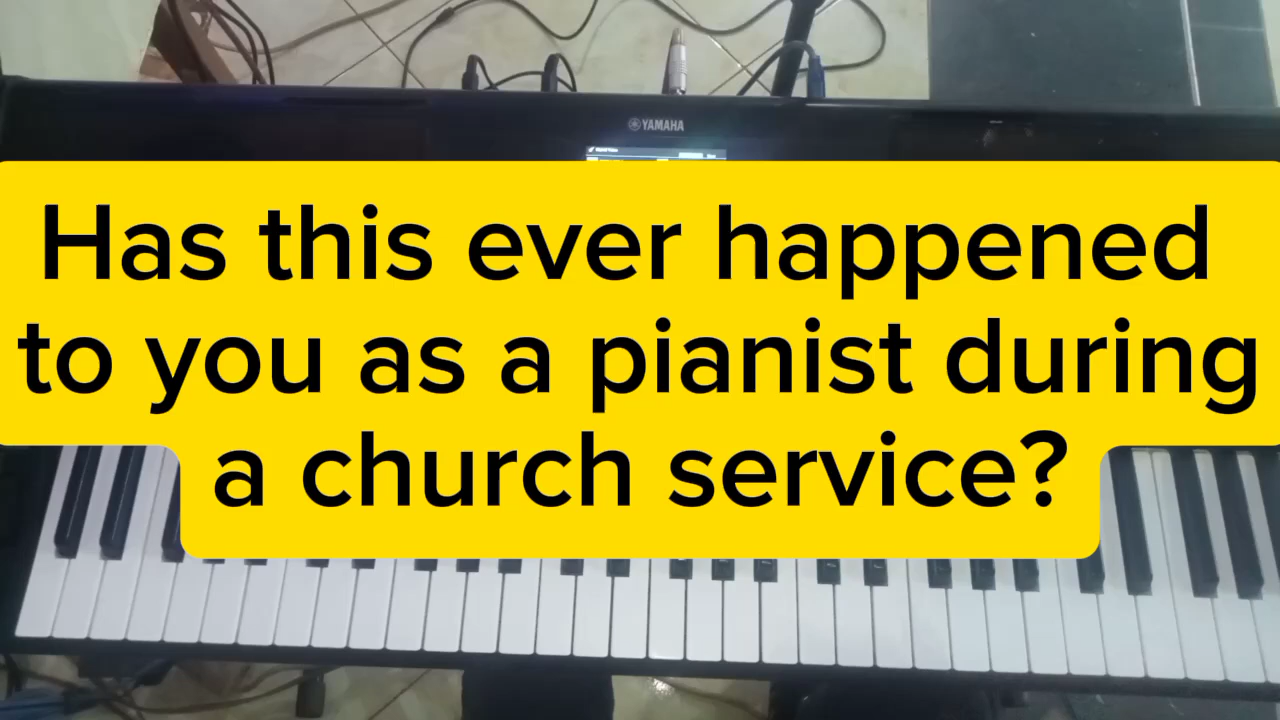 YAMAHA
Has this ever happened
to you as a pianist during
a church service?